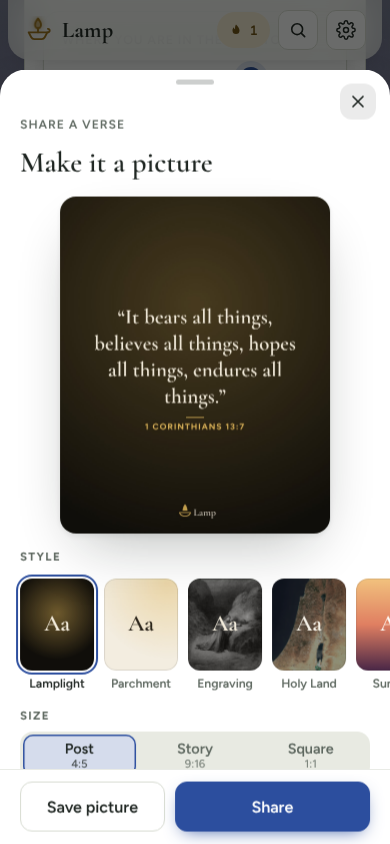 Lamp
1
SHARE A VERSE
Make it a picture
“It bears all things,
believes all things, hopes
all things, endures all
things.”
1 CORINTHIANS 13:7
Lamp
STYLE
Aa
Aa
Aa
Aa
Lamplight
Parchment
Engraving
Holy Land
SIZE
Post
4:5
Story
9:16
Square
1:1
Save picture
Share